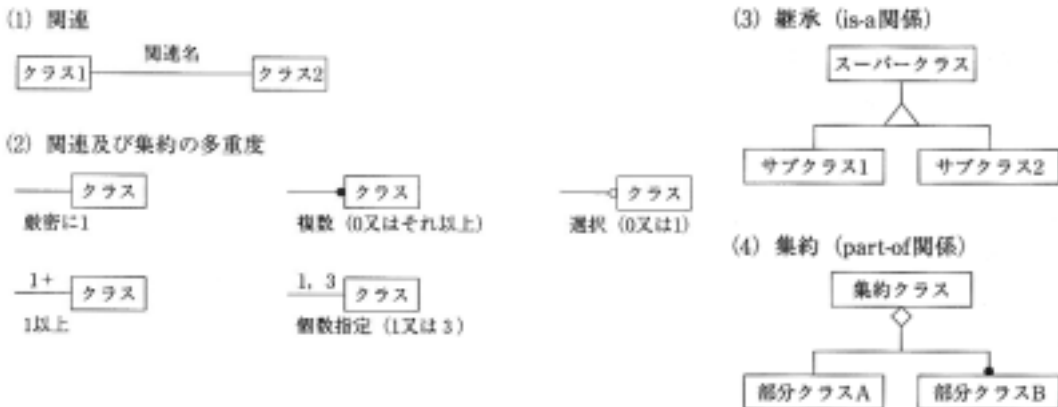 (1) 関連
関連名
クラス1
クラス2
(2) 関連及び集約の多重度
クラス
厳密に1
クラス
複数 (0又はそれ以上)
クラス
選択 (0又は1)
1+
クラス
1以上
1, 3
クラス
個数指定 (1又は3)
(3) 継承 (is-a関係)
スーパークラス
サブクラス1
サブクラス2
(4) 集約 (part-of関係)
集約クラス
部分クラスA
部分クラスB